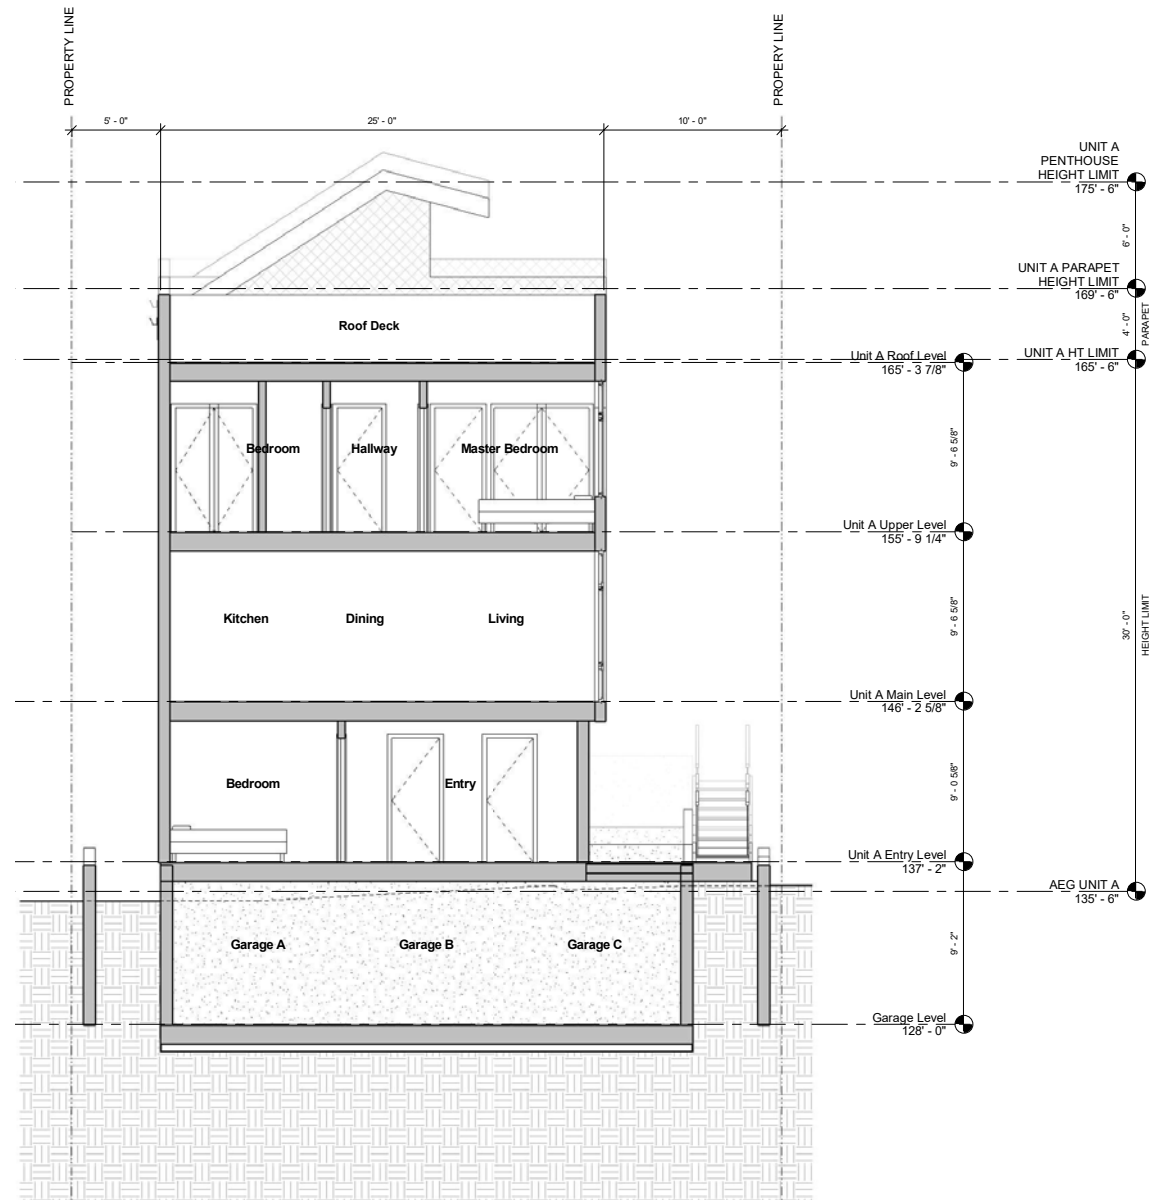 PROPERTY LINE
PROPERY LINE
5' - 0"
25' - 0"
10' - 0"
UNIT A
PENTHOUSE
HEIGHT LIMIT
175' - 6"
6' - 0"
UNIT A PARAPET
HEIGHT LIMIT
169' - 6"
4' - 0"
PARAPET
Roof Deck
Unit A Roof Level
165' - 3 7/8"
UNIT A HT LIMIT
165' - 6"
Bedroom
Hallway
Master Bedroom
9' - 6 5/8"
Unit A Upper Level
155' - 9 1/4"
Kitchen
Dining
Living
9' - 6 5/8"
30' - 0"
HEIGHT LIMIT
Unit A Main Level
146' - 2 5/8"
Bedroom
Entry
9' - 0 5/8"
Unit A Entry Level
137' - 2"
AEG UNIT A
135' - 6"
Garage A
Garage B
Garage C
9' - 2"
Garage Level
128' - 0"